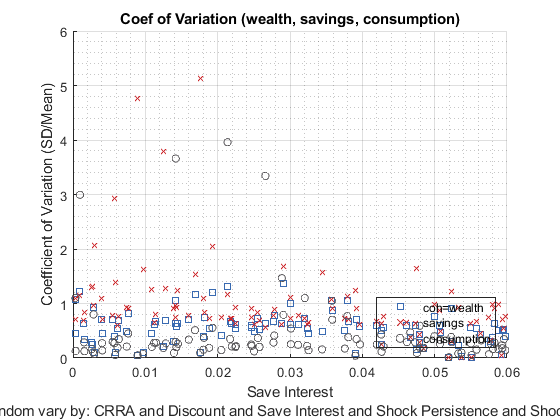 Coef of Variation (wealth, savings, consumption)
6
5
4
3
2
1
0
Coefficient of Variation (SD/Mean)
coh=wealth
savings
consumption
0 0.01 0.02 0.03 0.04 0.05 0.06
Save Interest
ndom vary by: CRRA and Discount and Save Interest and Shock Persistence and Shoc